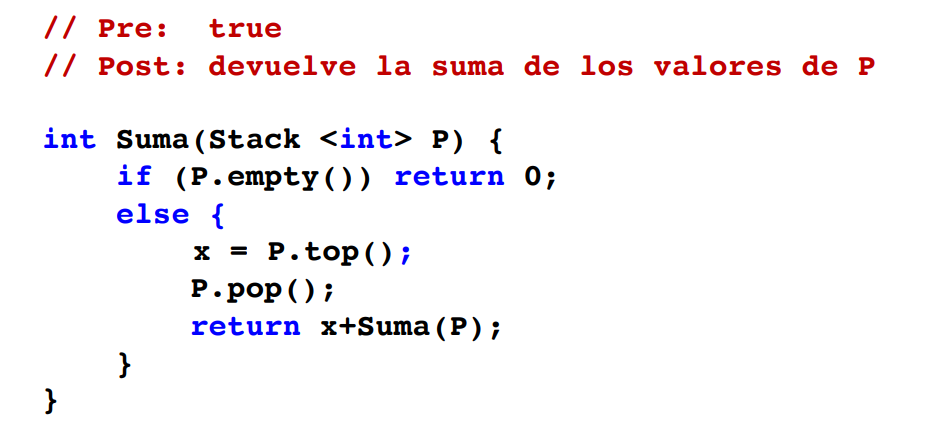 // Pre:  true
// Post: devuelve la suma de los valores de P
int Suma(Stack <int> P) {
if (P.empty()) return 0;
else {
x = P.top();
P.pop();
return x+Suma(P);
}
}